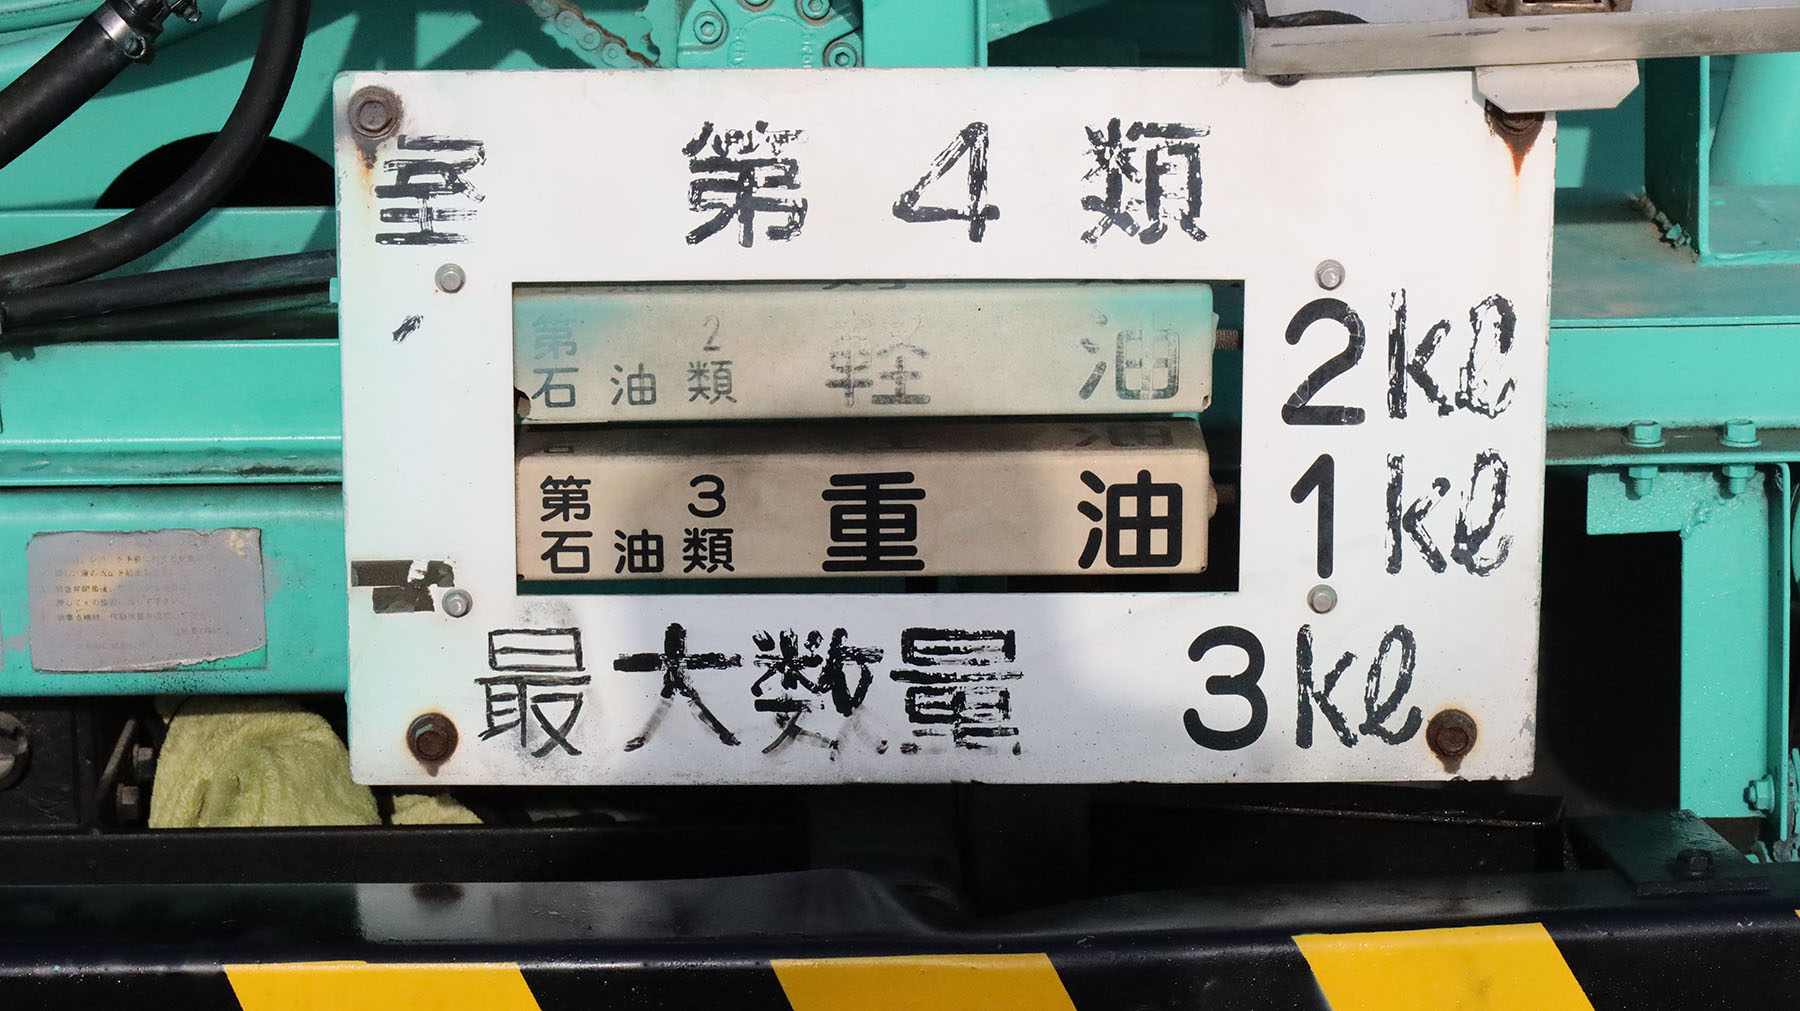 室 第4類
第2
石油類 軽油 2kl
第3
石油類 重油 1kl
最大数量 3kl